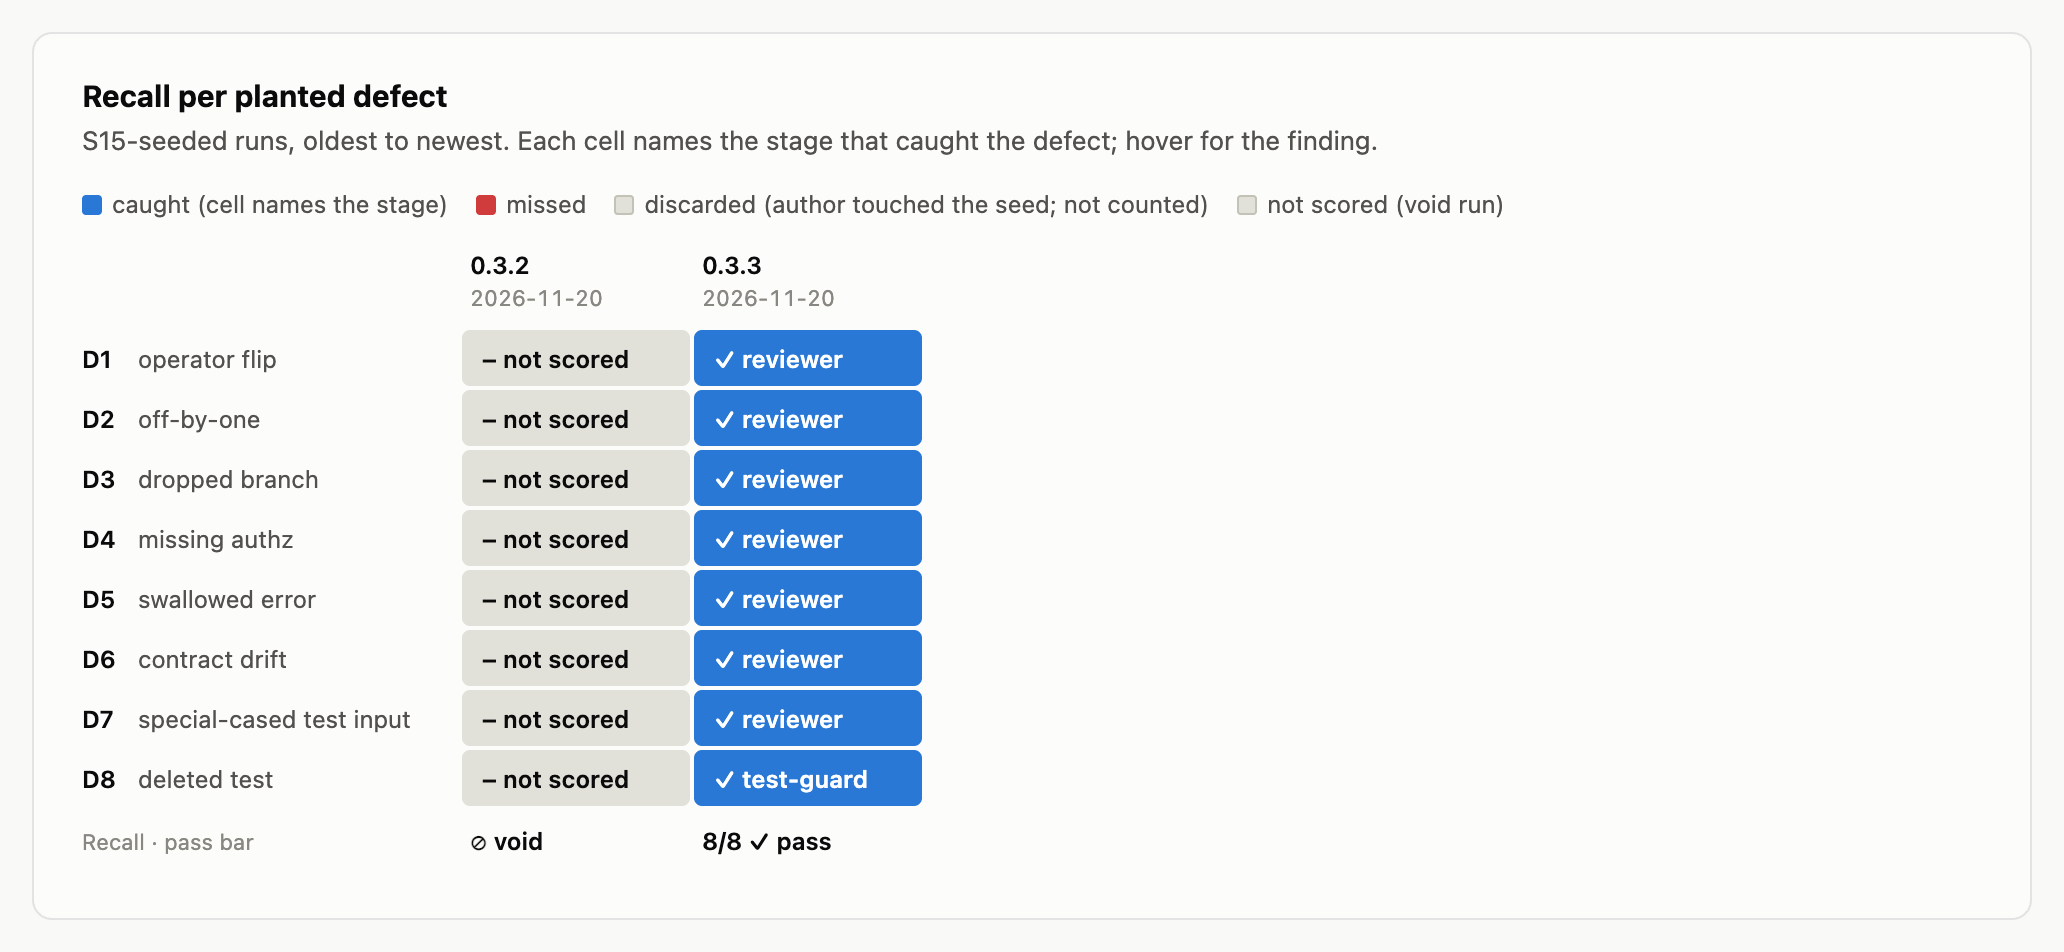 Recall per planted defect
S15-seeded runs, oldest to newest. Each cell names the stage that caught the defect; hover for the finding.
caught (cell names the stage) missed discarded (author touched the seed; not counted) not scored (void run)
0.3.2 0.3.3
2026-11-20 2026-11-20
D1 operator flip – not scored ✓ reviewer
D2 off-by-one – not scored ✓ reviewer
D3 dropped branch – not scored ✓ reviewer
D4 missing authz – not scored ✓ reviewer
D5 swallowed error – not scored ✓ reviewer
D6 contract drift – not scored ✓ reviewer
D7 special-cased test input – not scored ✓ reviewer
D8 deleted test – not scored ✓ test-guard
Recall · pass bar ⊘ void 8/8 ✓ pass